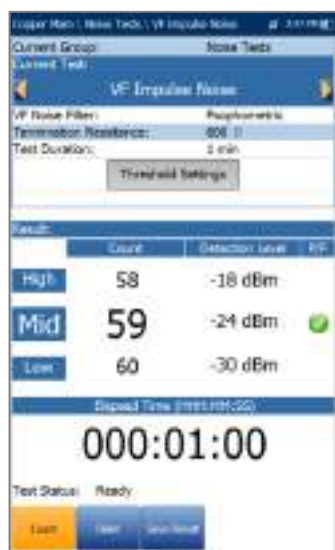 Copper Main \ Noise Tests \ VF Impulse Noise
Current Group: Noise Tests
Current Test:
VF Impulse Noise
VF Noise Filter: Psophometric
Termination Resistance: 600 Ω
Test Duration: 1 min
Threshold Settings
Result:
Count Detection Level P/F
High 58 -18 dBm
Mid 59 -24 dBm
Low 60 -30 dBm
Elapsed Time (HHH:MM:SS)
000:01:00
Test Status: Ready
Start Save Result